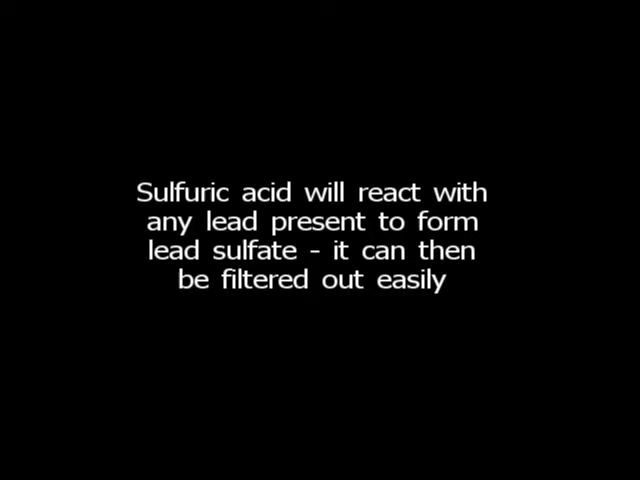 Sulfuric acid will react with
any lead present to form
lead sulfate - it can then
be filtered out easily